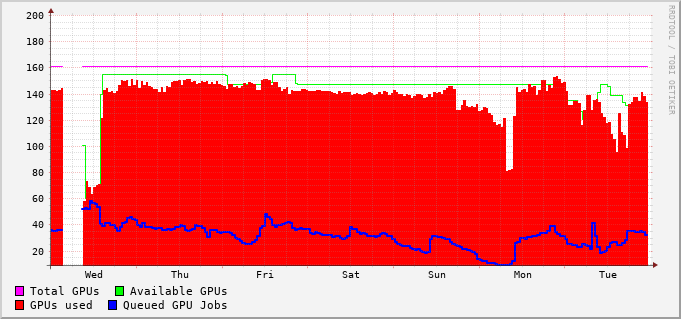 200
180
160
140
120
100
80
60
40
20
Wed Thu Fri Sat Sun Mon Tue
Total GPUs Available GPUs
GPUs used Queued GPU Jobs
RRDTOOL / TOBI OETIKER